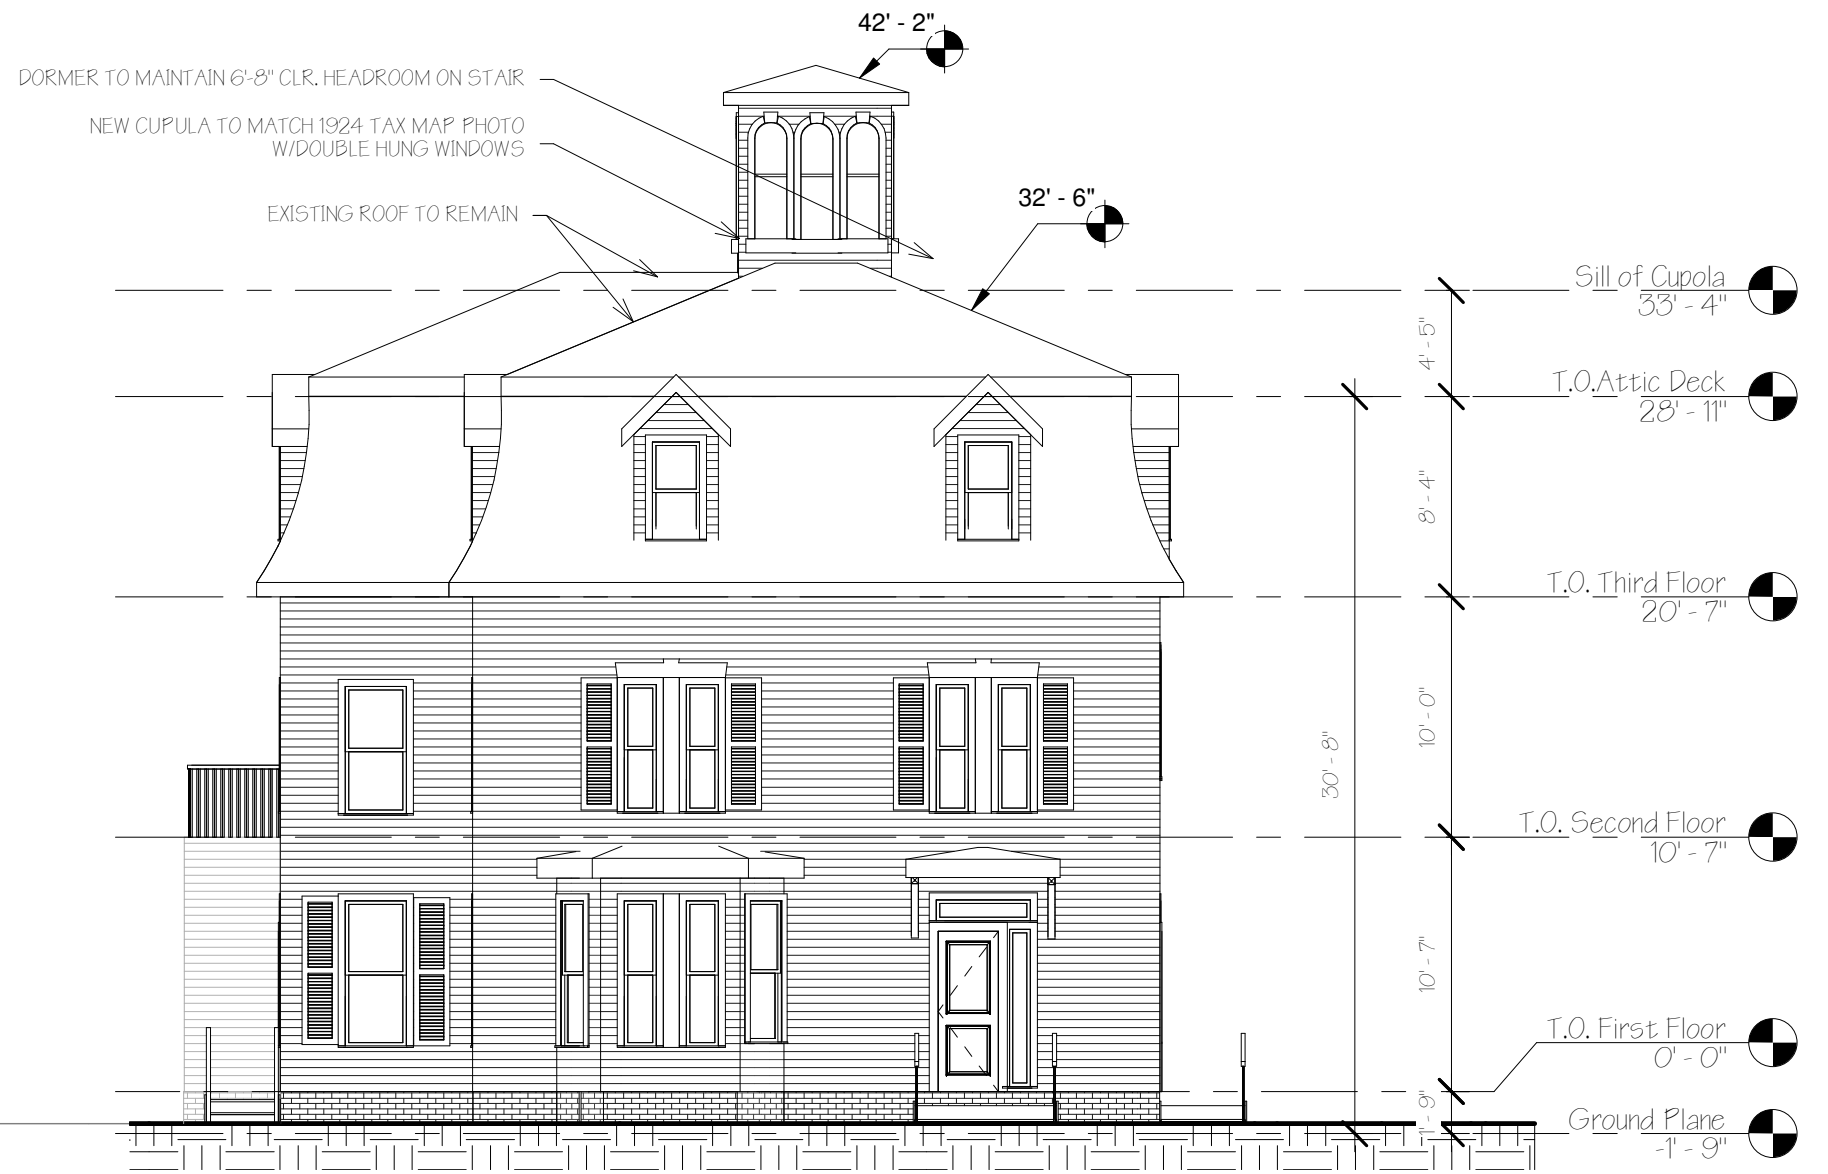 42' - 2"
DORMER TO MAINTAIN 6'-8" CLR. HEADROOM ON STAIR
NEW CUPULA TO MATCH 1924 TAX MAP PHOTO
W/DOUBLE HUNG WINDOWS
32' - 6"
EXISTING ROOF TO REMAIN
Sill of Cupola
33' - 4"
4' - 5"
T.O.Attic Deck
28' - 11"
8' - 4"
T.O. Third Floor
20' - 7"
10' - 0"
30' - 8"
T.O. Second Floor
10' - 7"
10' - 7"
T.O. First Floor
0' - 0"
1' - 9"
Ground Plane
-1' - 9"